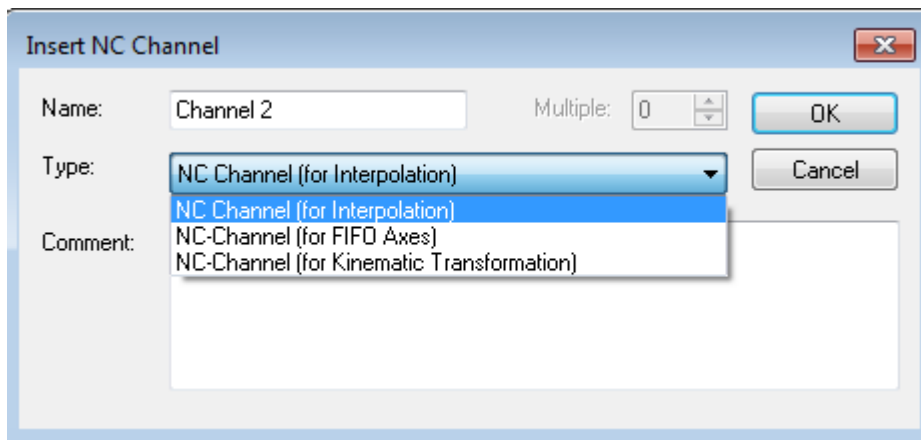 Insert NC Channel
Name: Channel 2 Multiple: 0 OK
Type: NC Channel (for Interpolation) Cancel
NC Channel (for Interpolation)
NC-Channel (for FIFO Axes)
Comment:
NC-Channel (for Kinematic Transformation)